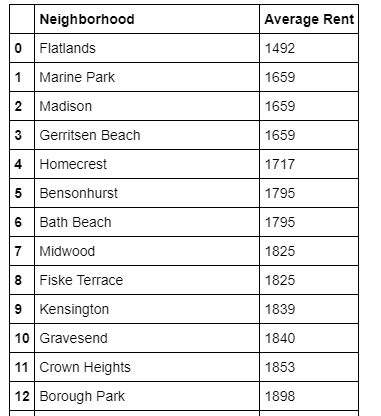 Neighborhood Average Rent
0 Flatlands 1492
1 Marine Park 1659
2 Madison 1659
3 Gerritsen Beach 1659
4 Homecrest 1717
5 Bensonhurst 1795
6 Bath Beach 1795
7 Midwood 1825
8 Fiske Terrace 1825
9 Kensington 1839
10 Gravesend 1840
11 Crown Heights 1853
12 Borough Park 1898